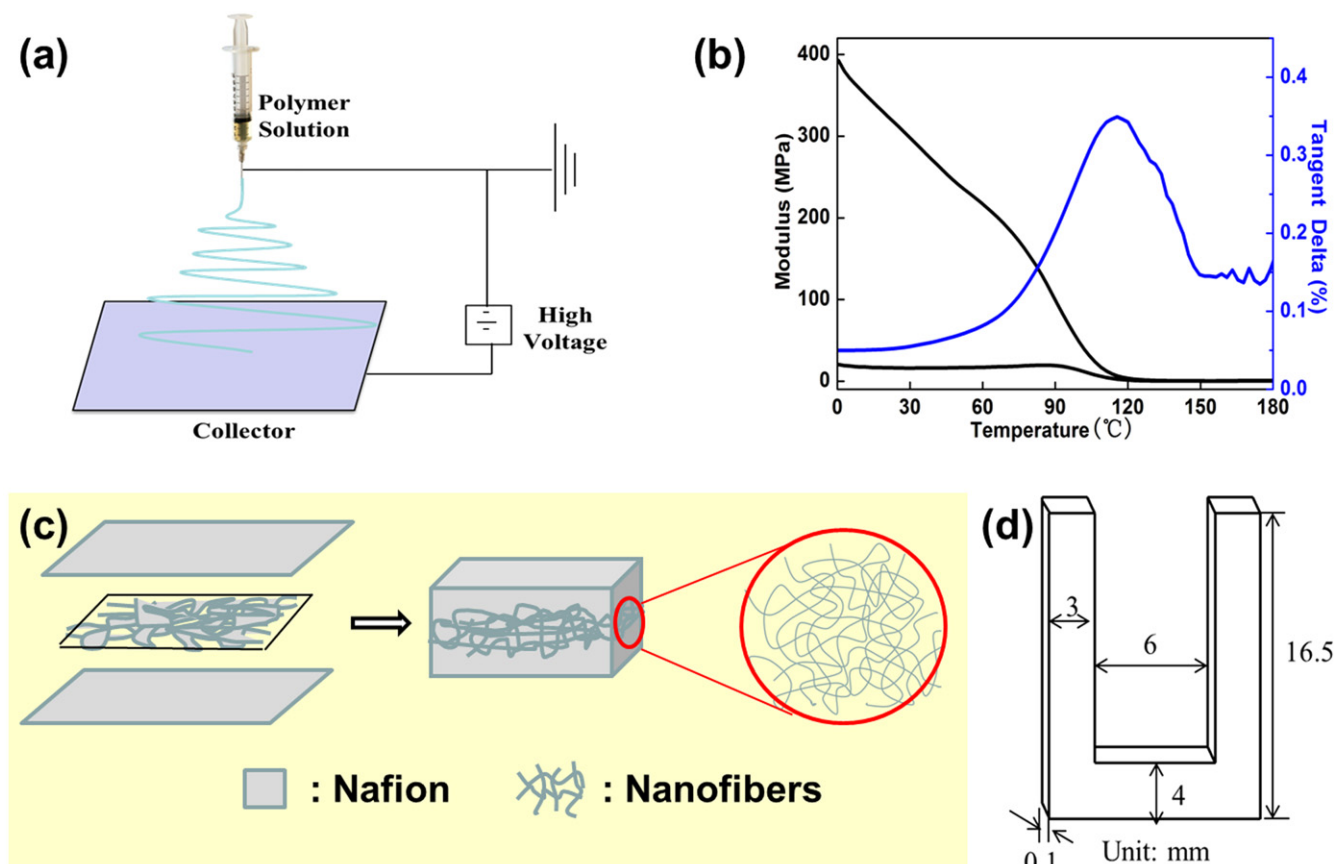 (a)
Polymer
Solution
High
Voltage
Collector
(b)
Modulus (MPa)
400
300
200
100
0
0 30 60 90 120 150 180
Temperature(℃)
0.4
0.3
0.2
0.1
0.0
Tangent Delta (%)
(c)
: Nafion
: Nanofibers
(d)
3
6
16.5
4
0.1
Unit: mm